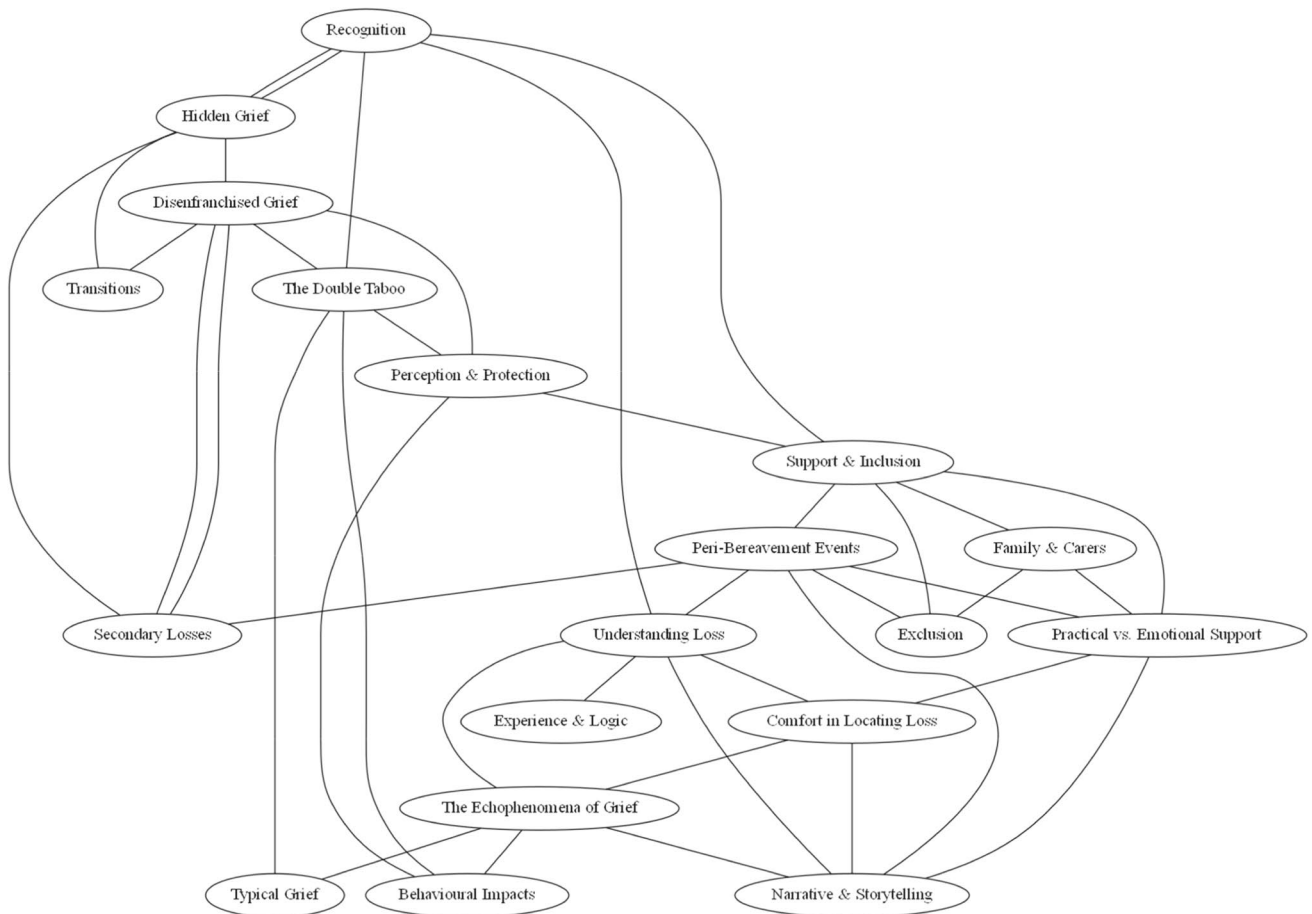 Recognition
Hidden Grief
Disenfranchised Grief
Transitions
The Double Taboo
Perception & Protection
Support & Inclusion
Peri-Bereavement Events
Family & Carers
Secondary Losses
Understanding Loss
Exclusion
Practical vs. Emotional Support
Experience & Logic
Comfort in Locating Loss
The Echophenomena of Grief
Typical Grief
Behavioural Impacts
Narrative & Storytelling